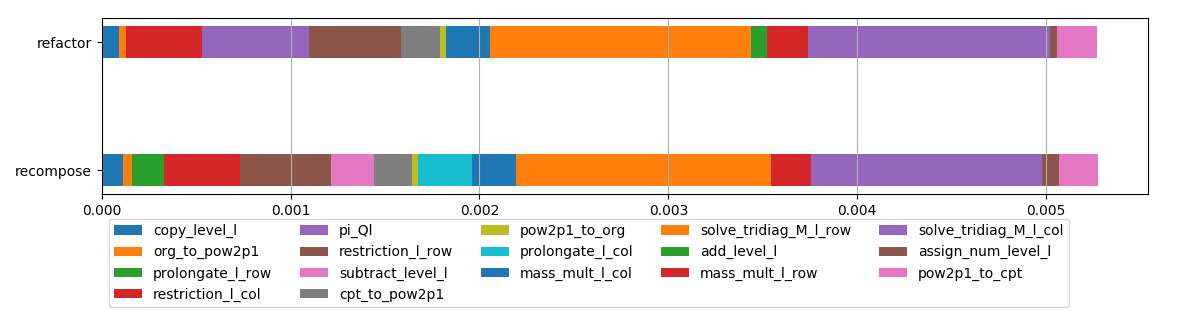 refactor
recompose
0.000 0.001 0.002 0.003 0.004 0.005
copy_level_l pi_Ql pow2p1_to_org solve_tridiag_M_l_row solve_tridiag_M_l_col
org_to_pow2p1 restriction_l_row prolongate_l_col add_level_l assign_num_level_l
prolongate_l_row subtract_level_l mass_mult_l_col mass_mult_l_row pow2p1_to_cpt
restriction_l_col cpt_to_pow2p1